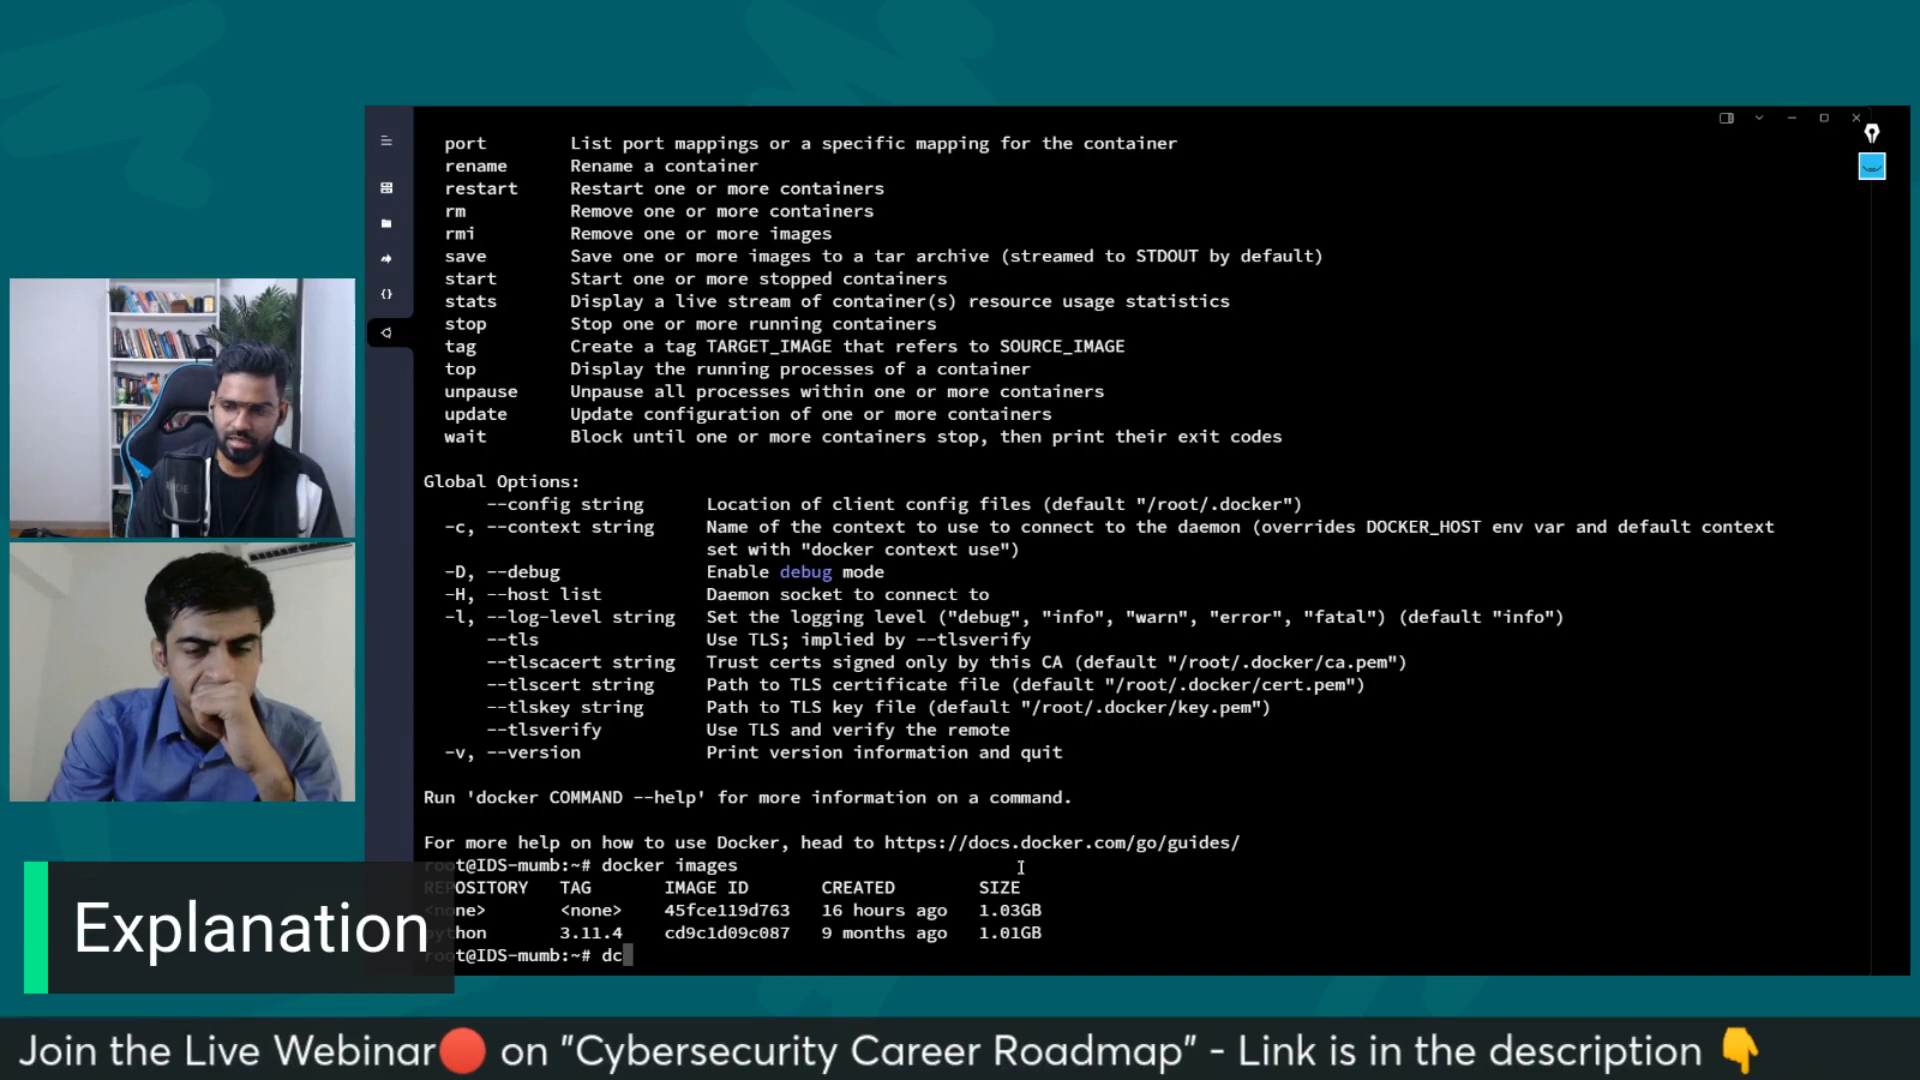 port List port mappings or a specific mapping for the container
rename Rename a container
restart Restart one or more containers
rm Remove one or more containers
rmi Remove one or more images
save Save one or more images to a tar archive (streamed to STDOUT by default)
start Start one or more stopped containers
stats Display a live stream of container(s) resource usage statistics
stop Stop one or more running containers
tag Create a tag TARGET_IMAGE that refers to SOURCE_IMAGE
top Display the running processes of a container
unpause Unpause all processes within one or more containers
update Update configuration of one or more containers
wait Block until one or more containers stop, then print their exit codes
Global Options:
--config string Location of client config files (default "/root/.docker")
-c, --context string Name of the context to use to connect to the daemon (overrides DOCKER_HOST env var and default context
set with "docker context use")
-D, --debug Enable debug mode
-H, --host list Daemon socket to connect to
-l, --log-level string Set the logging level ("debug", "info", "warn", "error", "fatal") (default "info")
--tls Use TLS; implied by --tlsverify
--tlscacert string Trust certs signed only by this CA (default "/root/.docker/ca.pem")
--tlscert string Path to TLS certificate file (default "/root/.docker/cert.pem")
--tlskey string Path to TLS key file (default "/root/.docker/key.pem")
--tlsverify Use TLS and verify the remote
-v, --version Print version information and quit
Run 'docker COMMAND --help' for more information on a command.
For more help on how to use Docker, head to https://docs.docker.com/go/guides/
root@IDS-mumb:~# docker images
REPOSITORY TAG IMAGE ID CREATED SIZE
<none> <none> 45fce119d763 16 hours ago 1.03GB
python 3.11.4 cd9c1d09c087 9 months ago 1.01GB
root@IDS-mumb:~# dc
Explanation
Join the Live Webinar🔴 on "Cybersecurity Career Roadmap" - Link is in the description 👇